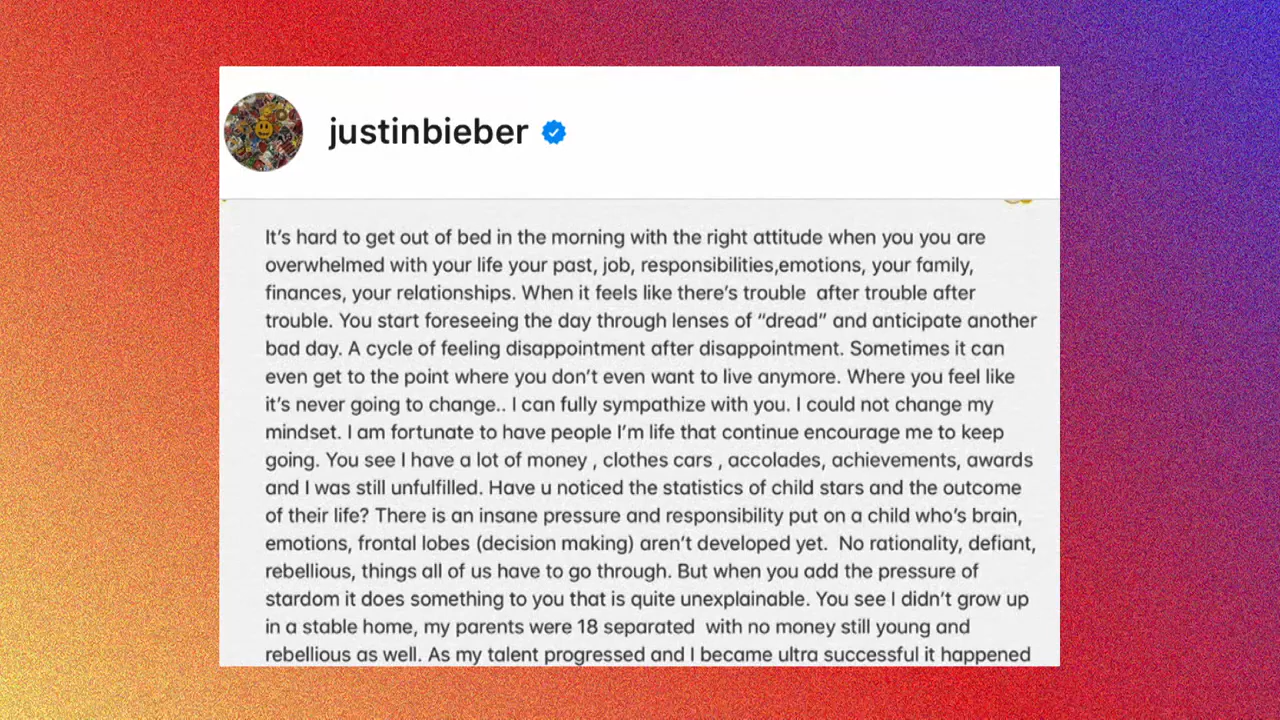 justinbieber
It's hard to get out of bed in the morning with the right attitude when you you are
overwhelmed with your life your past, job, responsibilities,emotions, your family,
finances, your relationships. When it feels like there's trouble  after trouble after
trouble. You start foreseeing the day through lenses of “dread” and anticipate another
bad day. A cycle of feeling disappointment after disappointment. Sometimes it can
even get to the point where you don't even want to live anymore. Where you feel like
it's never going to change.. I can fully sympathize with you. I could not change my
mindset. I am fortunate to have people I'm life that continue encourage me to keep
going. You see I have a lot of money , clothes cars , accolades, achievements, awards
and I was still unfulfilled. Have u noticed the statistics of child stars and the outcome
of their life? There is an insane pressure and responsibility put on a child who's brain,
emotions, frontal lobes (decision making) aren't developed yet.  No rationality, defiant,
rebellious, things all of us have to go through. But when you add the pressure of
stardom it does something to you that is quite unexplainable. You see I didn't grow up
in a stable home, my parents were 18 separated  with no money still young and
rebellious as well. As my talent progressed and I became ultra successful it happened